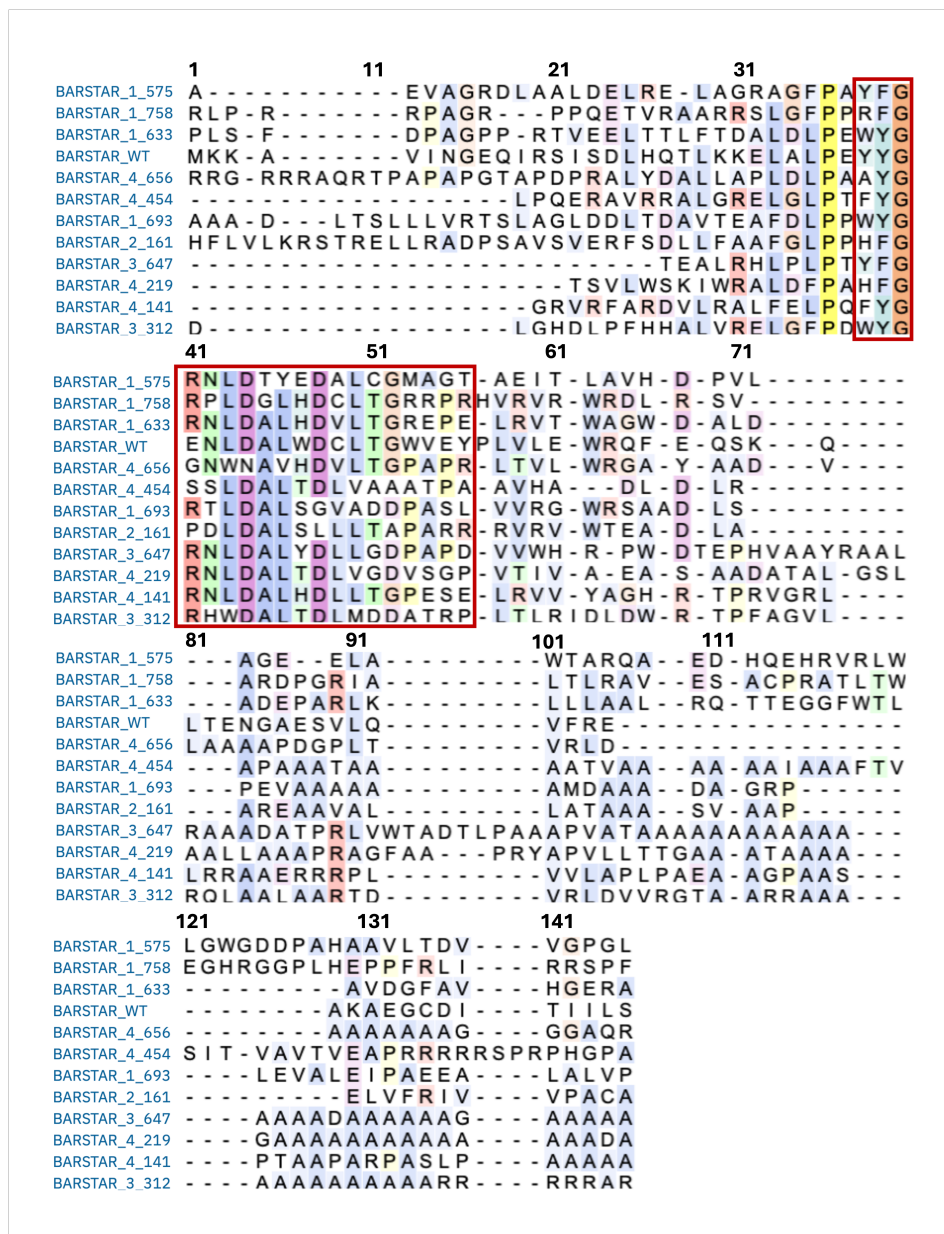 1 11 21 31
BARSTAR_1_575 A-----------EVAGRDLAALDELRE-LAGRAGFPAYFG
BARSTAR_1_758 RLP-R-------RPAGR---PPQETVRAARRSLGFPPRFG
BARSTAR_1_633 PLS-F-------DPAGPP-RTVEELTTLFTDALDLPEWYG
BARSTAR_WT MKK-A-------VINGEQIRSISDLHQTLKKELALPEYYG
BARSTAR_4_656 RRG-RRRAQRTPAPAPGTAPDPRALYDALLAPLDLPAAYG
BARSTAR_4_454 ------------------LPQERAVRRALGRELGLPTFYG
BARSTAR_1_693 AAA-D---LTSLLLVRTSLAGLDDLTDAVTEAFDLPPWYG
BARSTAR_2_161 HFLVLKRSTRELLRADPSAVSVERFSDLLFAAFGLPPHFG
BARSTAR_3_647 --------------------------TEALRHLPLPTYFG
BARSTAR_4_219 ---------------------TSVLWSKIWRALDFPAHFG
BARSTAR_4_141 -------------------GRVRFARDVLRALFELPQFYG
BARSTAR_3_312 D-----------------LGHDLPFHHALVRELGFPDWYG
41 51 61 71
BARSTAR_1_575 RNLDTYEDALCGMAGT-AEIT-LAVH-D-PVL--------
BARSTAR_1_758 RPLDGLHDCLTGRRPRHVRVR-WRDL-R-SV---------
BARSTAR_1_633 RNLDALHDVLTGREPE-LRVT-WAGW-D-ALD--------
BARSTAR_WT ENLDALWDCLTGWVEYPLVLE-WRQF-E-QSK---Q----
BARSTAR_4_656 GNWNAVHDVLTGPAPR-LTVL-WRGA-Y-AAD---V----
BARSTAR_4_454 SSLDALTDLVAAATPA-AVHA---DL-D-LR---------
BARSTAR_1_693 RTLDALSGVADDPASL-VVRG-WRSAAD-LS---------
BARSTAR_2_161 PDLDALSLLLTAPARR-RVRV-WTEA-D-LA---------
BARSTAR_3_647 RNLDALYDLLGDPAPD-VVWH-R-PW-DTEPHVAAYRAAL
BARSTAR_4_219 RNLDALTDLVGDVSGP-VTIV-A-EA-S-AADATAL-GSL
BARSTAR_4_141 RNLDALHDLLTGPESE-LRVV-YAGH-R-TPRVGRL----
BARSTAR_3_312 RHWDALTDLMDDATRP-LTLRIDLDW-R-TPFAGVL----
81 91 101 111
BARSTAR_1_575 ---AGE--ELA---------WTARQA--ED-HQEHRVRLW
BARSTAR_1_758 ---ARDPGRIA---------LTLRAV--ES-ACPRATLTW
BARSTAR_1_633 ---ADEPARLK---------LLLAAL--RQ-TTEGGFWTL
BARSTAR_WT LTENGAESVLQ---------VFRE----------------
BARSTAR_4_656 LAAAAPDGPLT---------VRLD----------------
BARSTAR_4_454 ---APAAATAA---------AATVAA--AA-AAIAAAFTV
BARSTAR_1_693 ---PEVAAAAA---------AMDAAA--DA-GRP------
BARSTAR_2_161 ---AREAAVAL---------LATAAA--SV-AAP------
BARSTAR_3_647 RAAADATPRLVWTADTLPAAAPVATAAAAAAAAAAAA---
BARSTAR_4_219 AALLAAAPRAGFAA---PRYAPVLLTTGAA-ATAAAA---
BARSTAR_4_141 LRRAAERRRPL---------VVLAPLPAEA-AGPAAS---
BARSTAR_3_312 RQLAALAARTD---------VRLDVVRGTA-ARRAAA---
121 131 141
BARSTAR_1_575 LGWGDDPAHAAVLTDV----VGPGL
BARSTAR_1_758 EGHRGGPLHEPPFRLI----RRSPF
BARSTAR_1_633 ---------AVDGFAV----HGERA
BARSTAR_WT --------AKAEGCDI----TIILS
BARSTAR_4_656 --------AAAAAAAG----GGAQR
BARSTAR_4_454 SIT-VAVTVEAPRRRRRSPRPHGPA
BARSTAR_1_693 ----LEVALEIPAEEA----LALVP
BARSTAR_2_161 ---------ELVFRIV----VPACA
BARSTAR_3_647 ----AAAADAAAAAAG----AAAAA
BARSTAR_4_219 ----GAAAAAAAAAAA----AAADA
BARSTAR_4_141 ----PTAAPARPASLP----AAAAA
BARSTAR_3_312 ----AAAAAAAAAARR----RRRAR